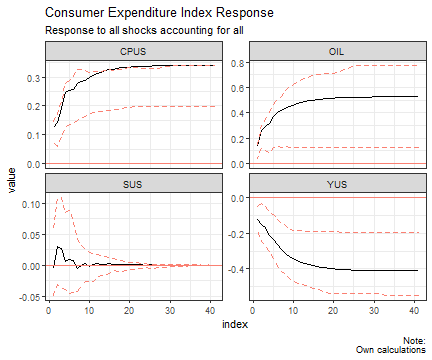 Consumer Expenditure Index Response
Response to all shocks accounting for all
CPUS
OIL
0.3
0.2
0.1
0.0
0.8
0.6
0.4
0.2
0.0
SUS
YUS
0.10
0.05
0.00
-0.05
0.0
-0.2
-0.4
0 10 20 30 40
0 10 20 30 40
value
index
Note:
Own calculations